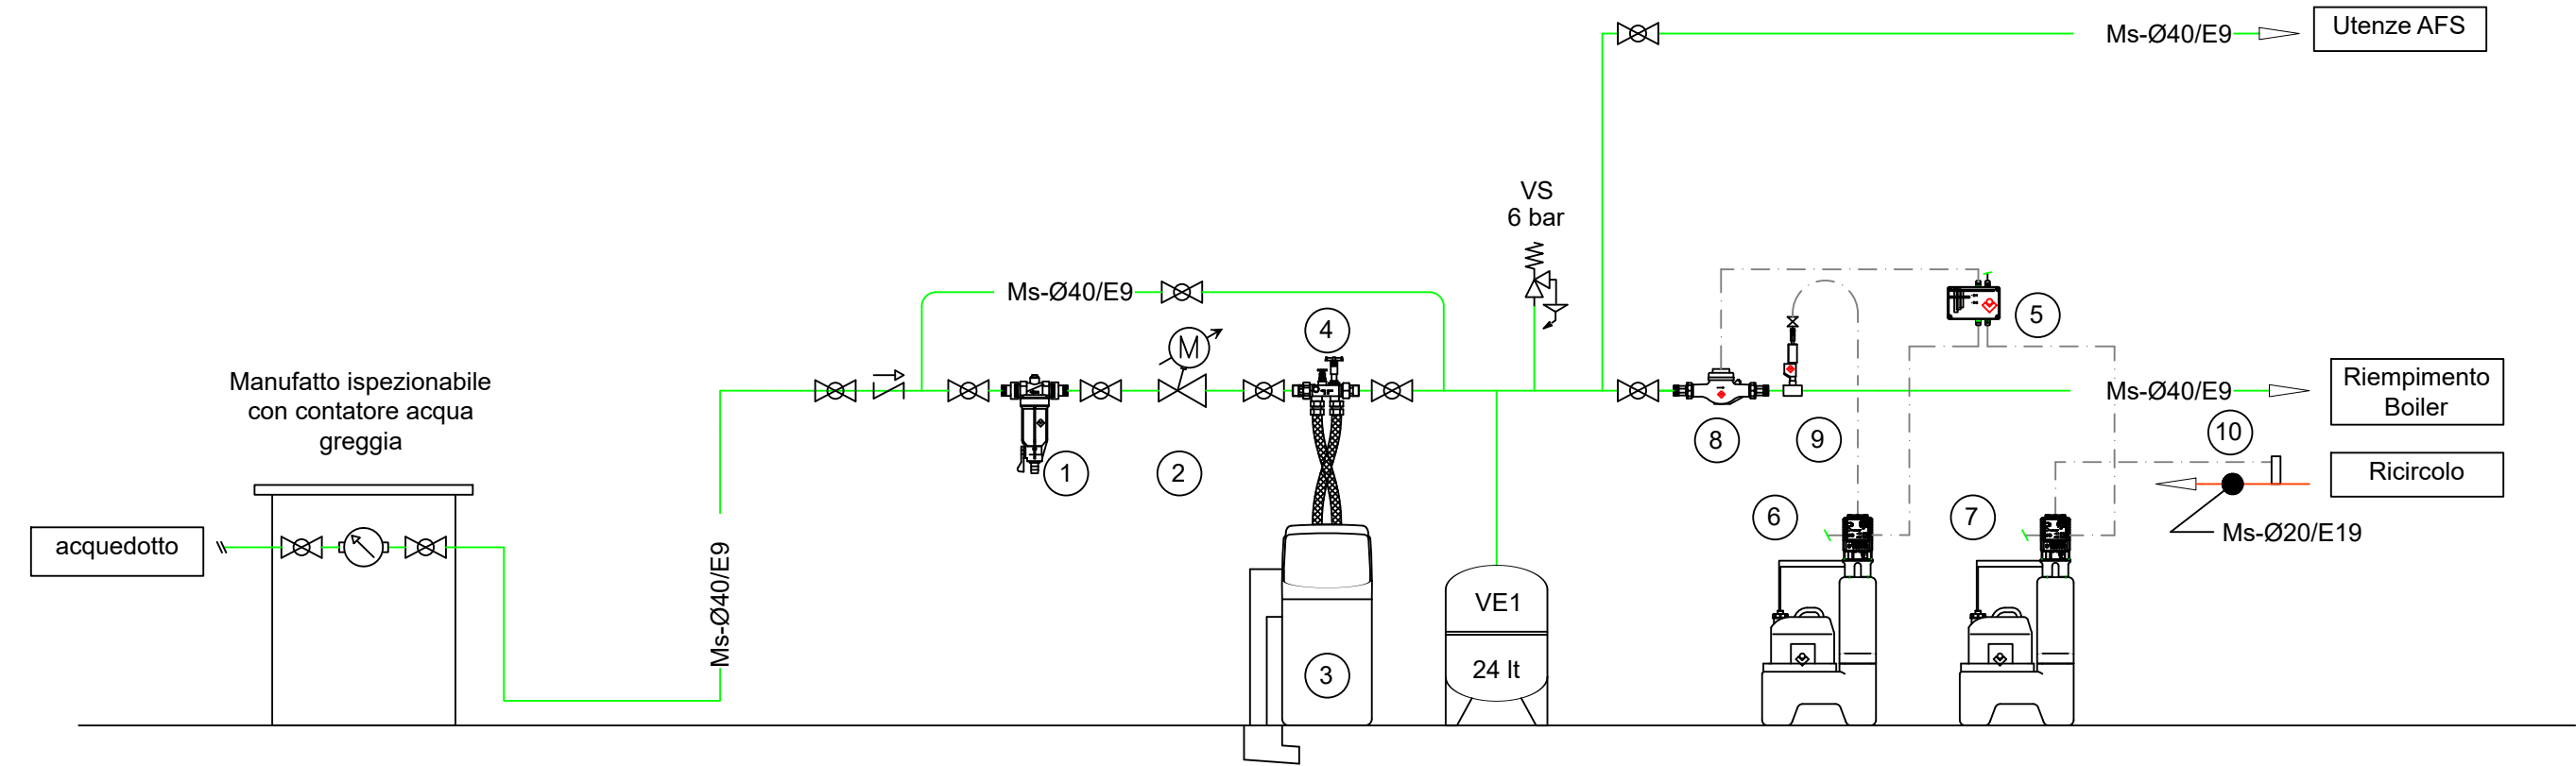 Ms-Ø40/E9
Utenze AFS
VS
6 bar
Ms-Ø40/E9
4
5
Manufatto ispezionabile
con contatore acqua
greggia
M
Ms-Ø40/E9
Riempimento
Boiler
1
2
8
9
10
Ricircolo
acquedotto
6
7
Ms-Ø20/E19
Ms-Ø40/E9
VE1
24 lt
3